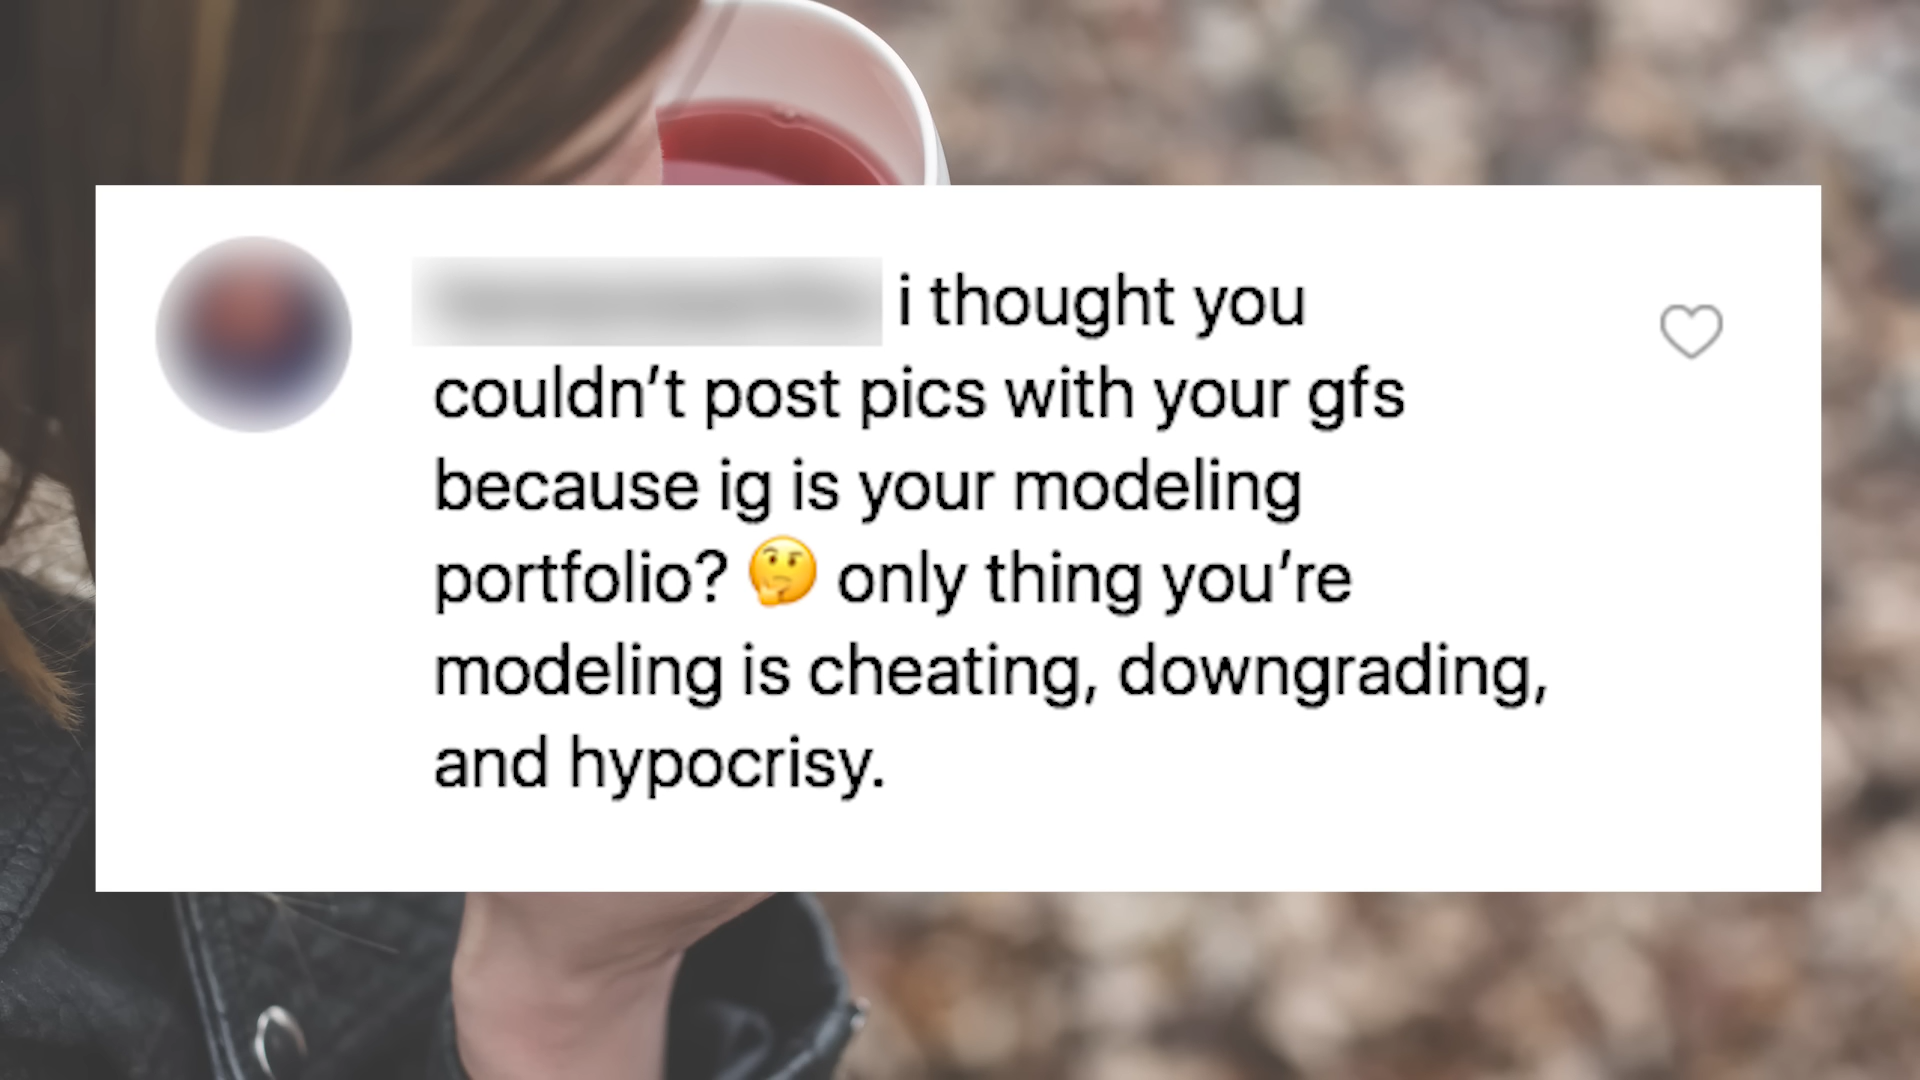 i thought you
couldn’t post pics with your gfs
because ig is your modeling
portfolio? 🤔 only thing you’re
modeling is cheating, downgrading,
and hypocrisy.